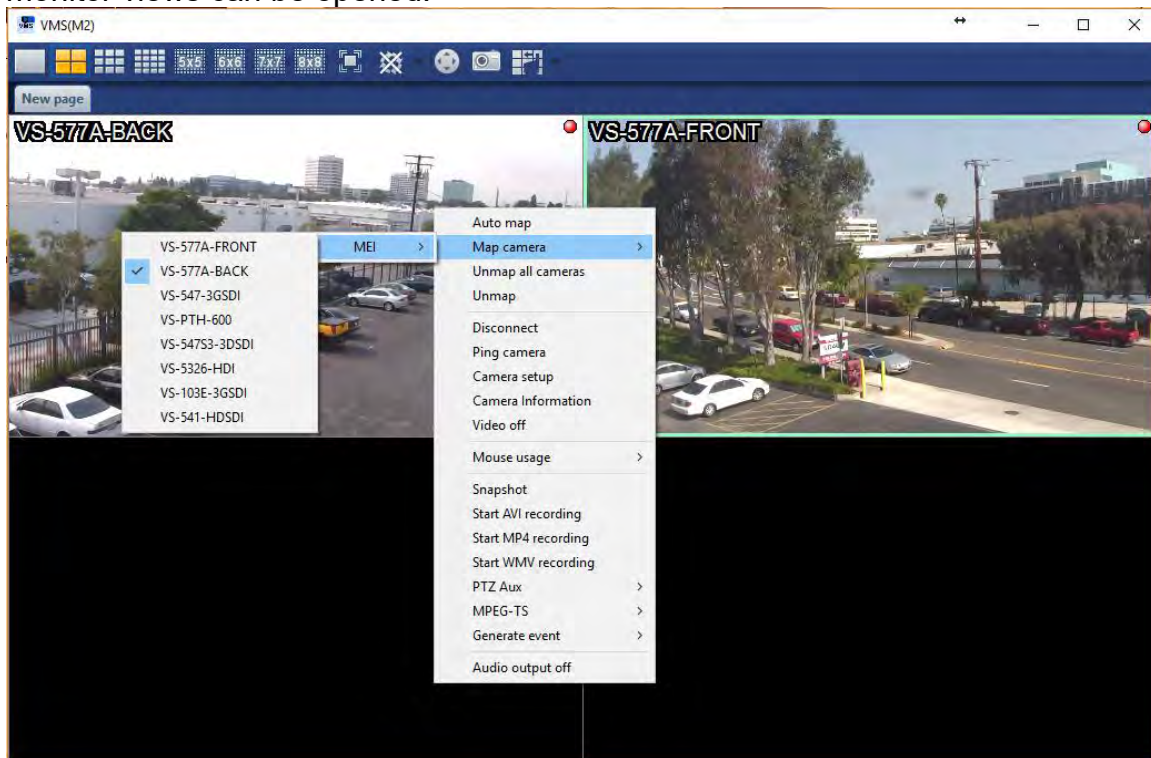 monitor views can be opened.
VMS(M2)
5x5 6x6 7x7 8x8
New page
VS-577A-BACK
VS-577A-FRONT
Auto map
Map camera
Unmap all cameras
Unmap
Disconnect
Ping camera
Camera setup
Camera Information
Video off
Mouse usage
Snapshot
Start AVI recording
Start MP4 recording
Start WMV recording
PTZ Aux
MPEG-TS
Generate event
Audio output off
MEI
VS-577A-FRONT
VS-577A-BACK
VS-547-3GSDI
VS-PTH-600
VS-547S3-3DSDI
VS-5326-HDI
VS-103E-3GSDI
VS-541-HDSDI